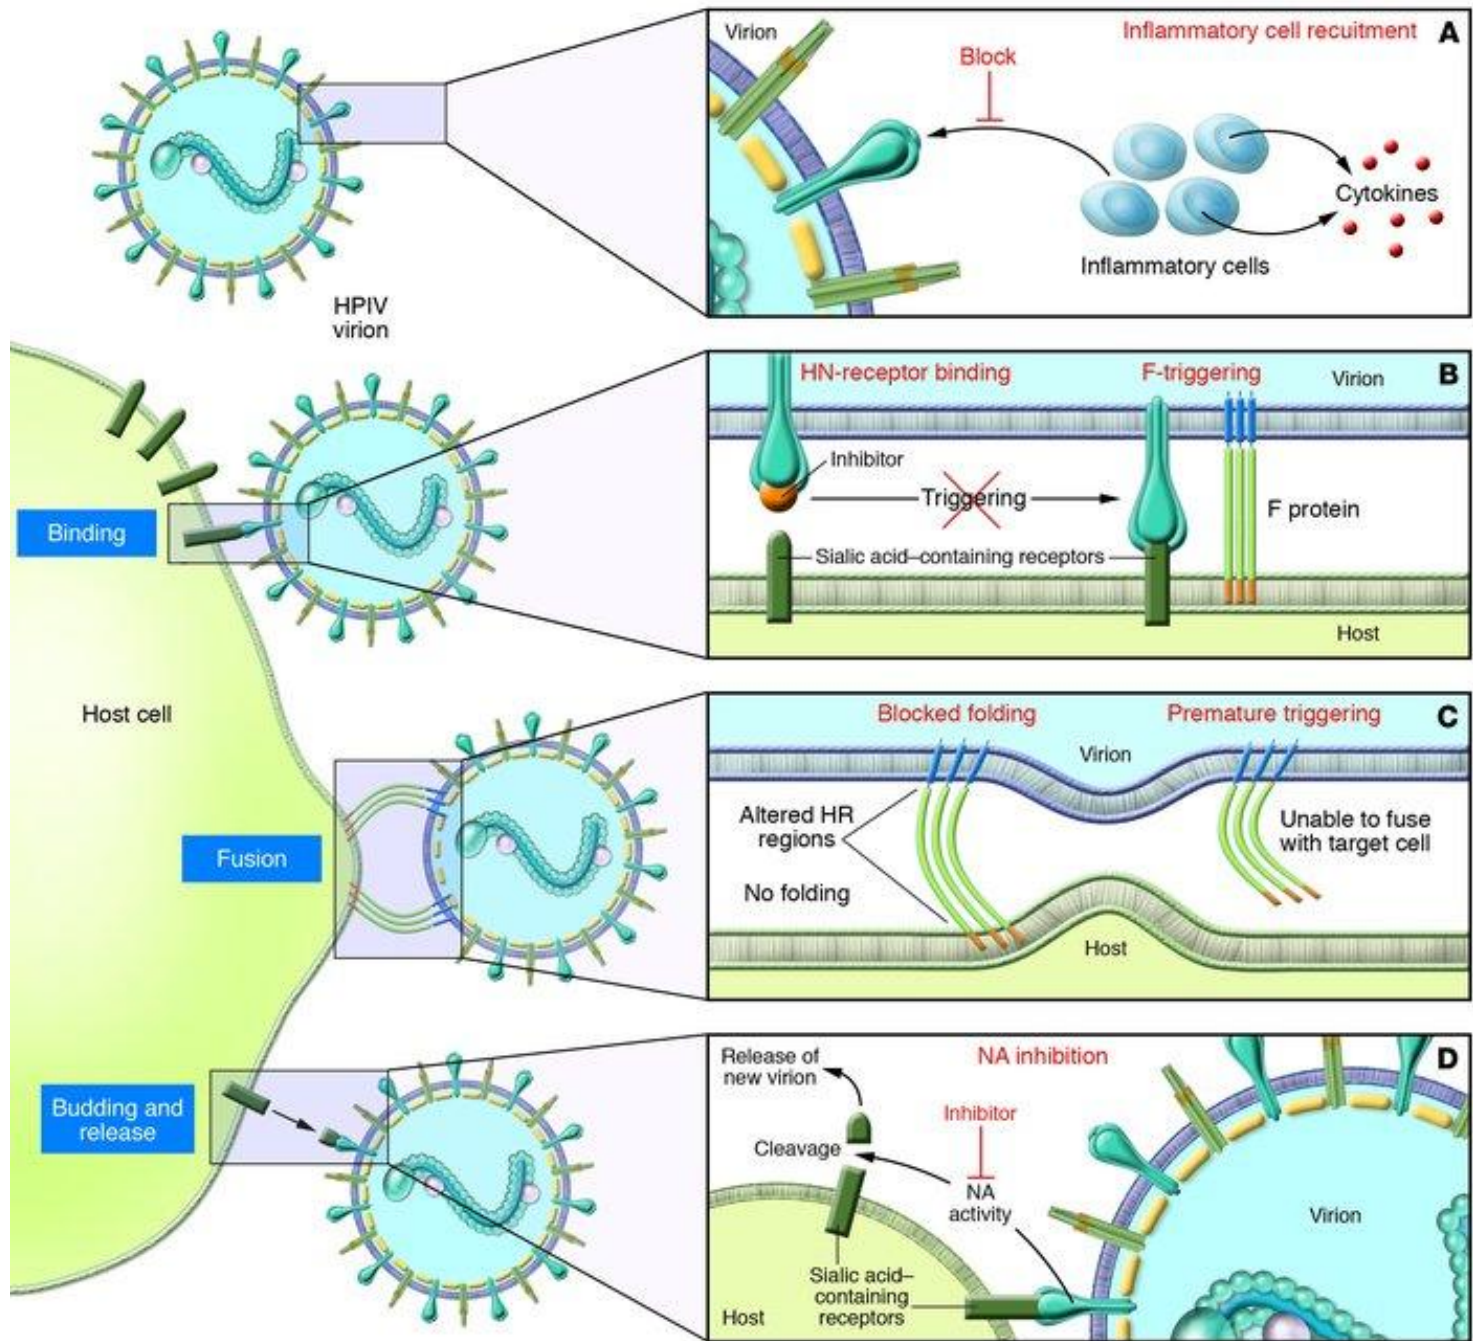 HPIV
virion
Host cell
Binding
Fusion
Budding and
release
Inflammatory cell recuitment
A
Virion
Block
Cytokines
Inflammatory cells
HN-receptor binding
F-triggering
Virion
B
Inhibitor
Triggering
F protein
Sialic acid–containing receptors
Host
Blocked folding
Premature triggering
C
Virion
Altered HR
regions
Unable to fuse
with target cell
No folding
Host
Release of
new virion
NA inhibition
D
Inhibitor
Cleavage
NA
activity
Virion
Sialic acid–
containing
receptors
Host